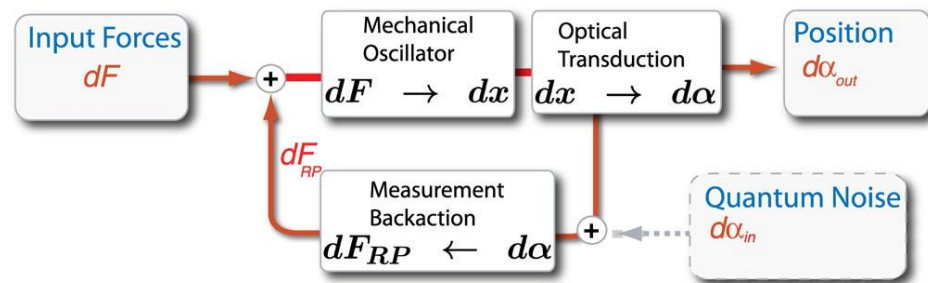 Input Forces
dF
+
Mechanical
Oscillator
dF → dx
Optical
Transduction
dx → dα
Position
dα_out
dF_RP
Measurement
Backaction
dF_RP ← dα
+
Quantum Noise
dα_in